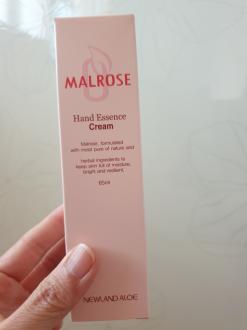 MALROSE
Hand Essence
Cream
Malrose, formulated
with moist pure of nature and
herbal ingredients to
keep skin full of moisture,
bright and resilient.
65ml
NEWLAND ALOE